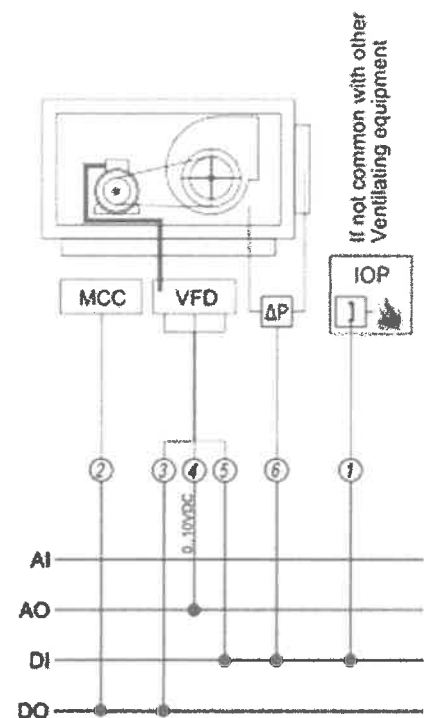 If not common with other
Ventilating equipment
IOP
MCC
VFD
ΔP
2
3
4
5
6
1
0..10VDC
AI
AO
DI
DO